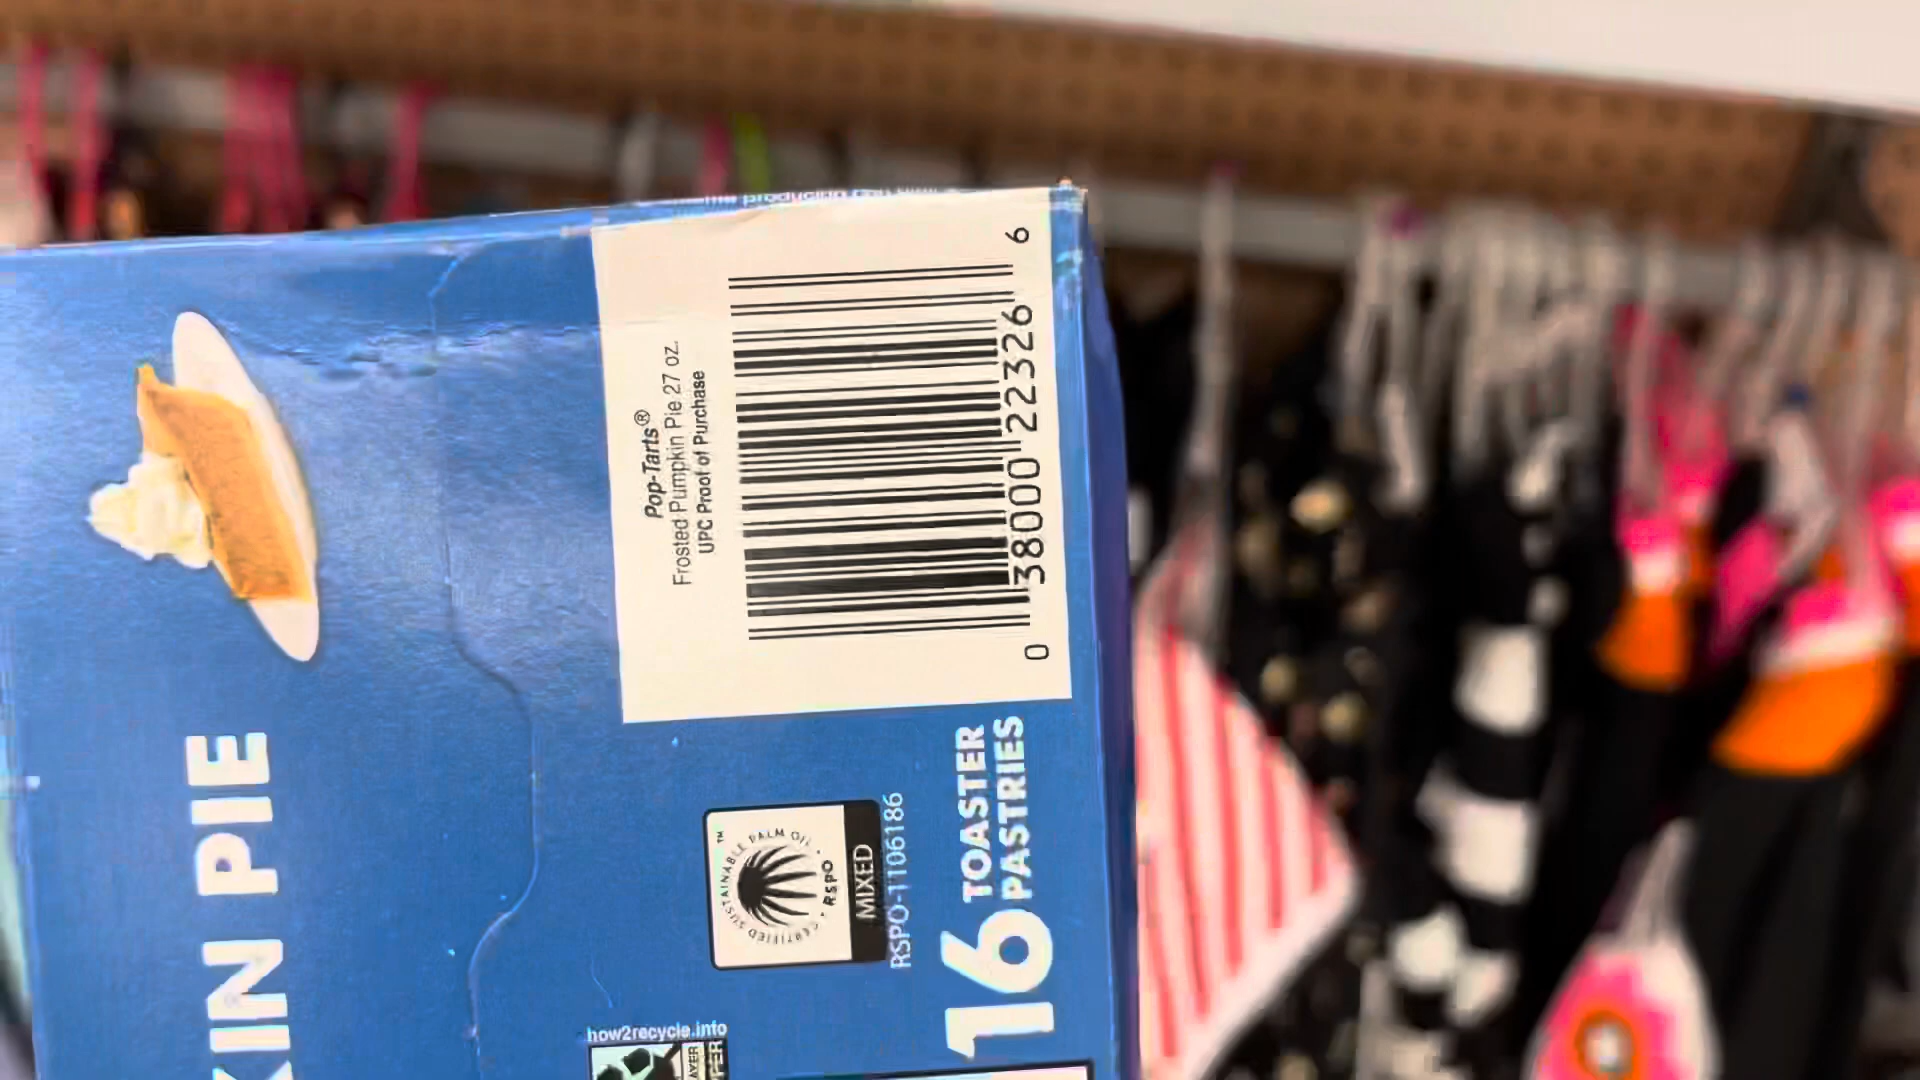 Pop-Tarts®
Frosted Pumpkin Pie 27 oz.
UPC Proof of Purchase
0 38000 22326 6
KIN PIE
16 TOASTER
PASTRIES
CERTIFIED SUSTAINABLE PALM OIL ™
RSPO
MIXED
RSPO-1106186
how2recycle.info